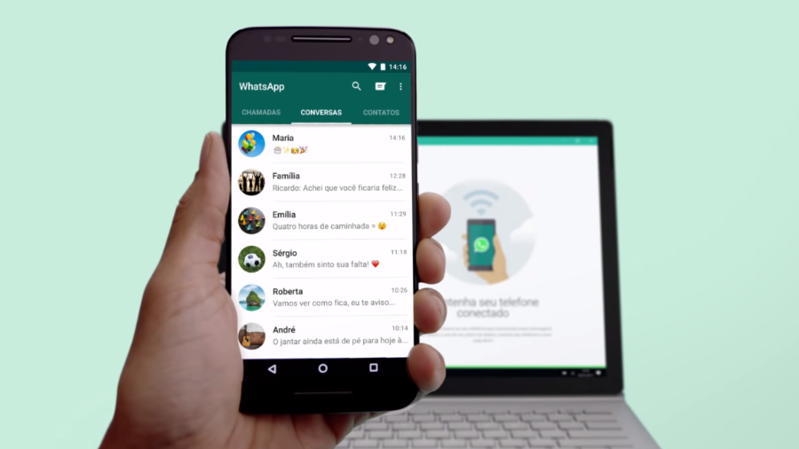 14:16
WhatsApp
CHAMADAS CONVERSAS CONTATOS
Maria 14:16
🎂✨📸🎉
Família 12:28
Ricardo: Achei que você ficaria feliz...
Emília 11:29
Quatro horas de caminhada = 😪
Sérgio 11:18
Ah, também sinto sua falta! ❤
Roberta 10:26
Vamos ver como fica, eu te aviso...
André 10:14
O jantar ainda está de pé para hoje à...
tenha seu telefone
conectado